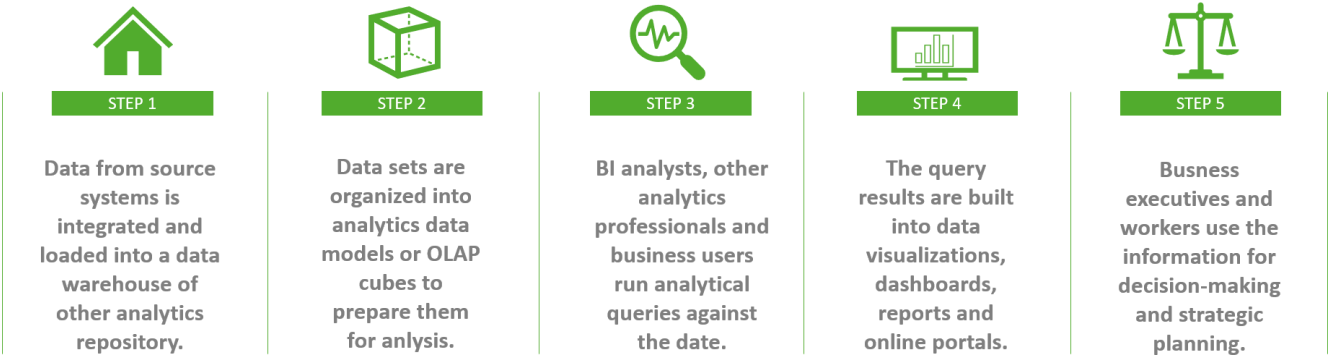 STEP 1
Data from source
systems is
integrated and
loaded into a data
warehouse of
other analytics
repository.
STEP 2
Data sets are
organized into
analytics data
models or OLAP
cubes to
prepare them
for anlysis.
STEP 3
BI analysts, other
analytics
professionals and
business users
run analytical
queries against
the date.
STEP 4
The query
results are built
into data
visualizations,
dashboards,
reports and
online portals.
STEP 5
Busness
executives and
workers use the
information for
decision-making
and strategic
planning.